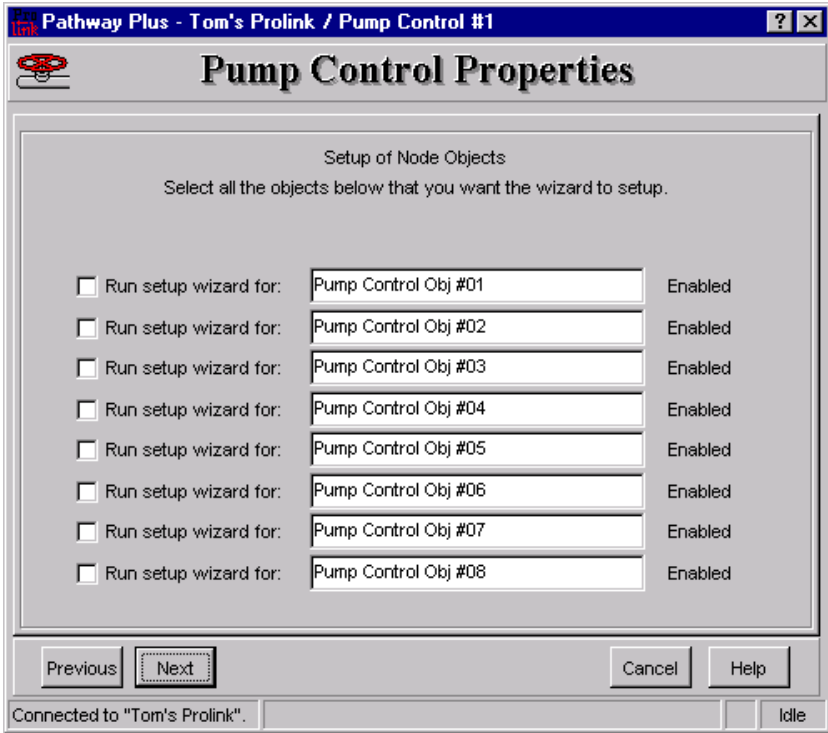 Pro link Pathway Plus - Tom's Prolink / Pump Control #1 ? X
Pump Control Properties
Setup of Node Objects
Select all the objects below that you want the wizard to setup.
Run setup wizard for: Pump Control Obj #01 Enabled
Run setup wizard for: Pump Control Obj #02 Enabled
Run setup wizard for: Pump Control Obj #03 Enabled
Run setup wizard for: Pump Control Obj #04 Enabled
Run setup wizard for: Pump Control Obj #05 Enabled
Run setup wizard for: Pump Control Obj #06 Enabled
Run setup wizard for: Pump Control Obj #07 Enabled
Run setup wizard for: Pump Control Obj #08 Enabled
Previous Next Cancel Help
Connected to "Tom's Prolink". Idle